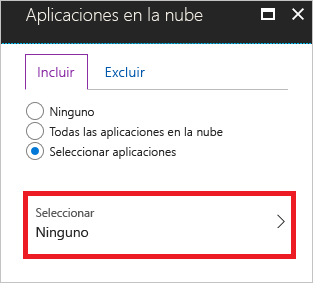 Aplicaciones en la nube
Incluir Excluir
Ninguno
Todas las aplicaciones en la nube
Seleccionar aplicaciones
Seleccionar
Ninguno